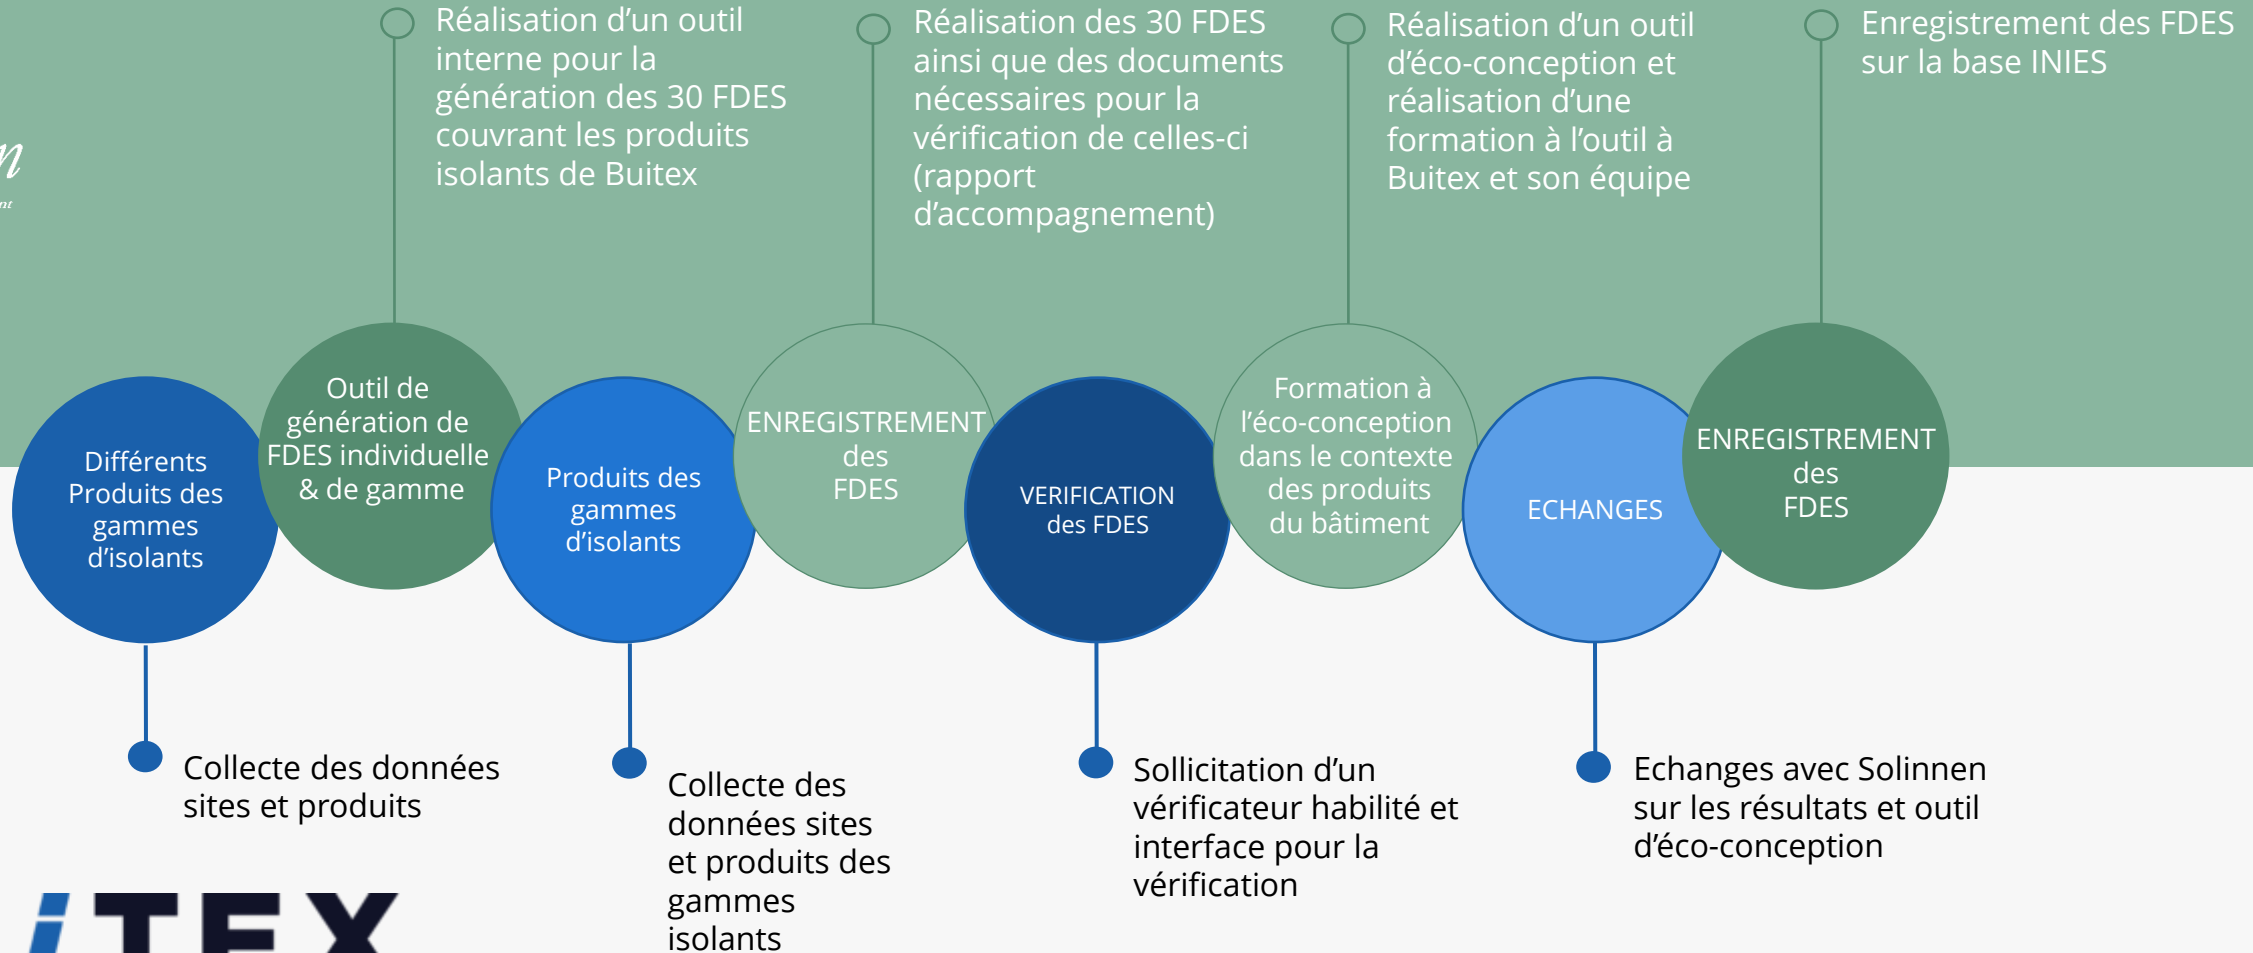 Réalisation d’un outil
interne pour la
génération des 30 FDES
couvrant les produits
isolants de Buitex
Réalisation des 30 FDES
ainsi que des documents
nécessaires pour la
vérification de celles-ci
(rapport
d’accompagnement)
Réalisation d’un outil
d’éco-conception et
réalisation d’une
formation à l’outil à
Buitex et son équipe
Enregistrement des FDES
sur la base INIES
n
nt
Différents
Produits des
gammes
d’isolants
Outil de
génération de
FDES individuelle
& de gamme
Produits des
gammes
d’isolants
ENREGISTREMENT
des
FDES
VERIFICATION
des FDES
Formation à
l’éco-conception
dans le contexte
des produits
du bâtiment
ECHANGES
ENREGISTREMENT
des
FDES
Collecte des données
sites et produits
Collecte des
données sites
et produits des
gammes
isolants
Sollicitation d’un
vérificateur habilité et
interface pour la
vérification
Echanges avec Solinnen
sur les résultats et outil
d’éco-conception
iTEX